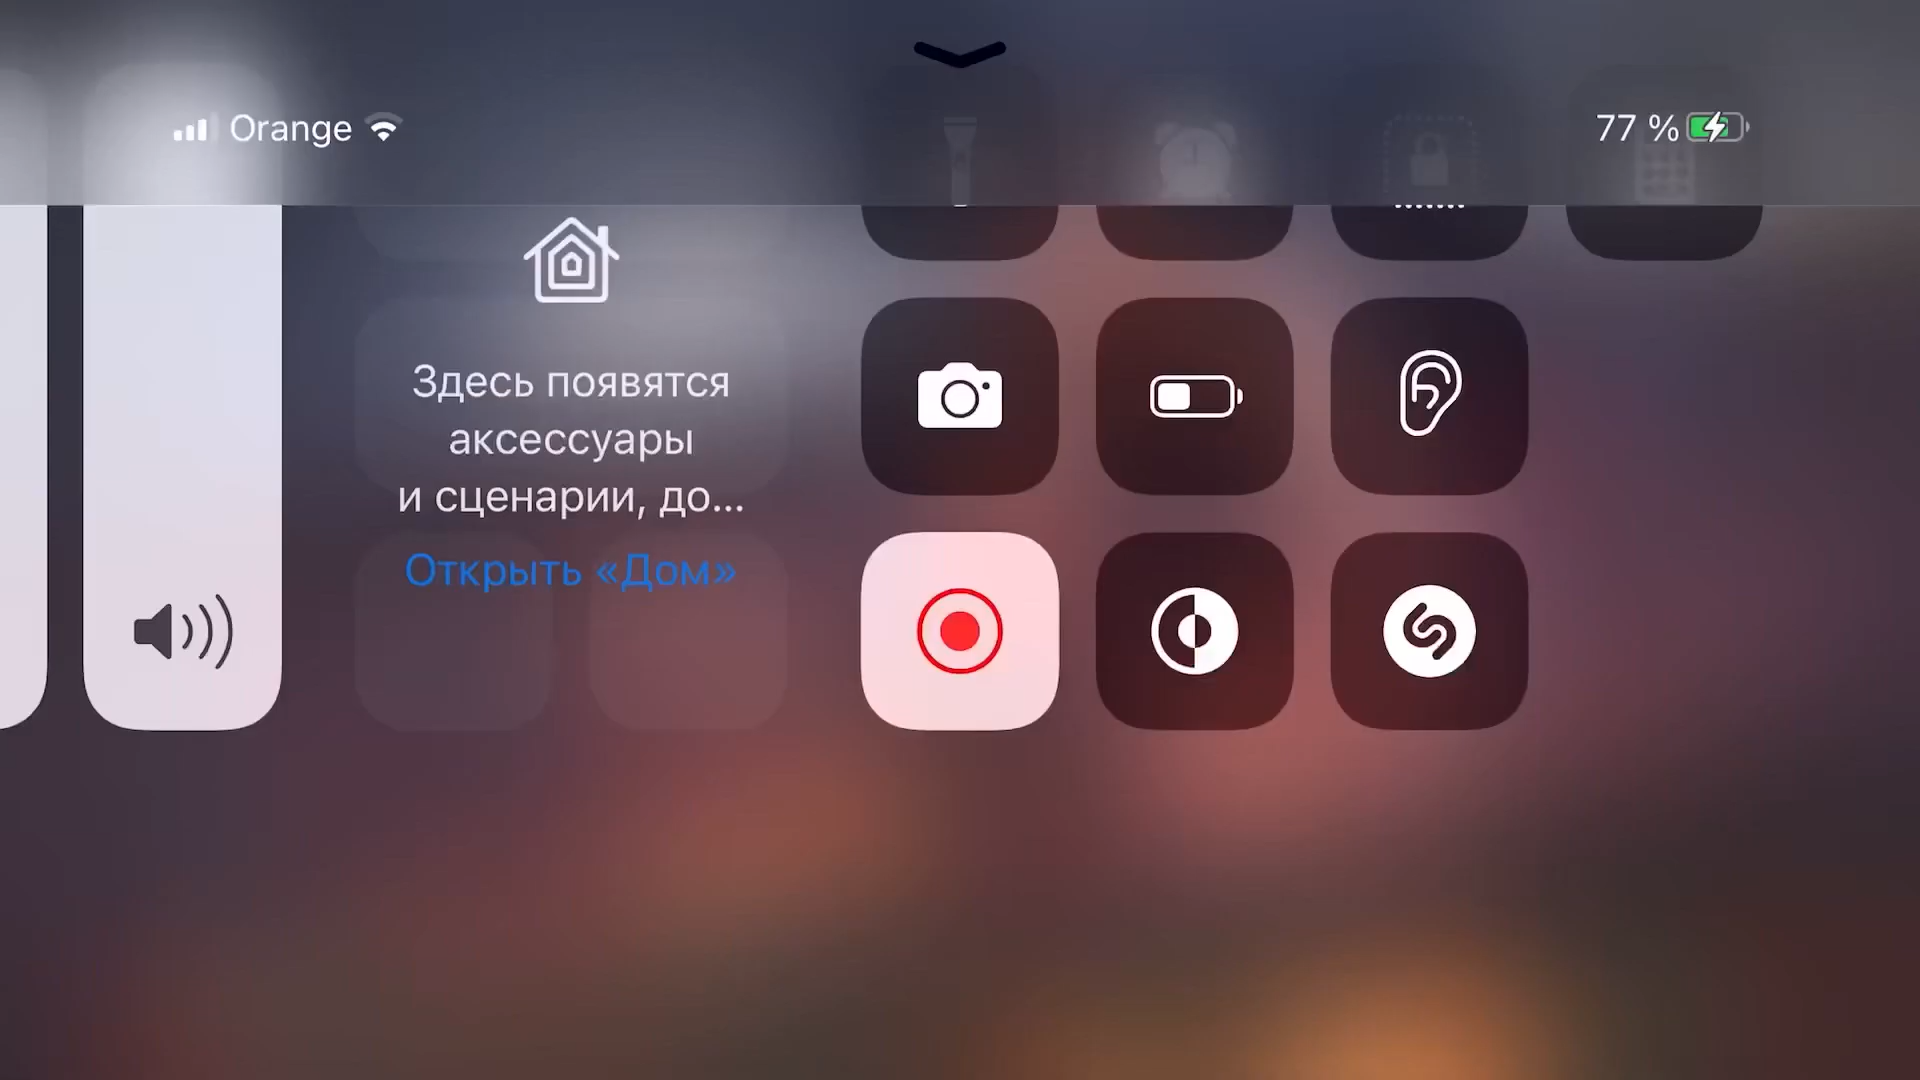 Orange
77 %
Здесь появятся
аксессуары
и сценарии, до...
Открыть «Дом»